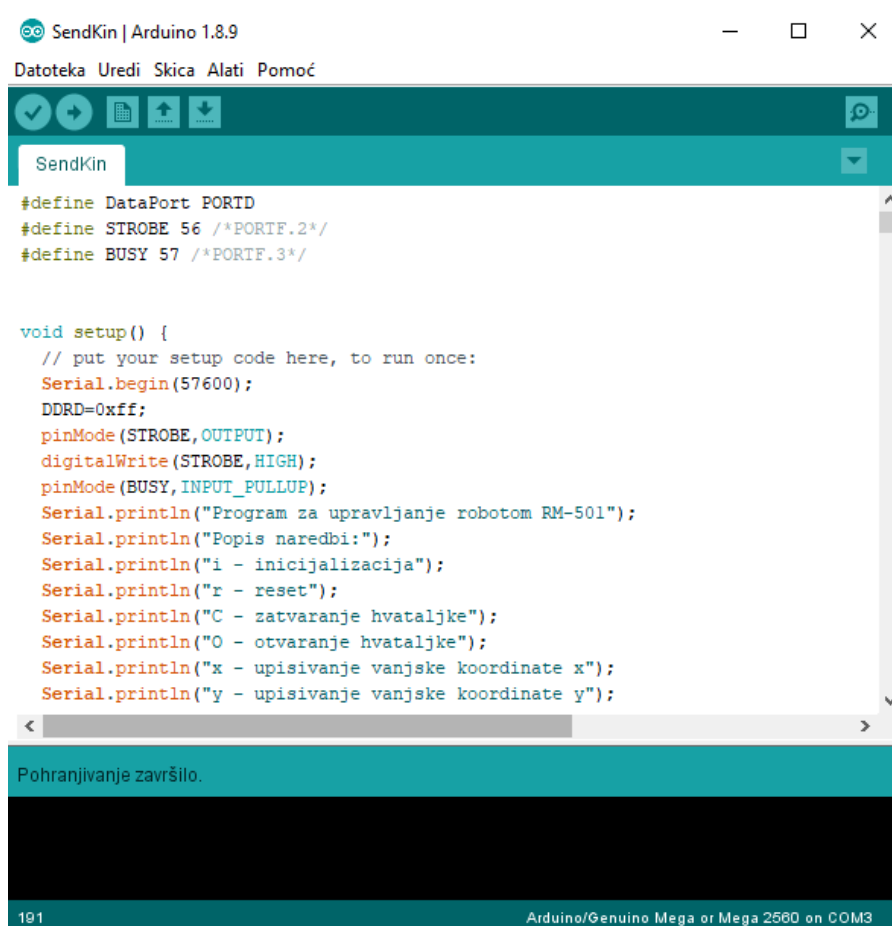 SendKin | Arduino 1.8.9
Datoteka Uredi Skica Alati Pomoć
SendKin
#define DataPort PORTD
#define STROBE 56 /*PORTF.2*/
#define BUSY 57 /*PORTF.3*/
void setup() {
  // put your setup code here, to run once:
  Serial.begin(57600);
  DDRD=0xff;
  pinMode(STROBE,OUTPUT);
  digitalWrite(STROBE,HIGH);
  pinMode(BUSY,INPUT_PULLUP);
  Serial.println("Program za upravljanje robotom RM-501");
  Serial.println("Popis naredbi:");
  Serial.println("i - inicijalizacija");
  Serial.println("r - reset");
  Serial.println("C - zatvaranje hvataljke");
  Serial.println("O - otvaranje hvataljke");
  Serial.println("x - upisivanje vanjske koordinate x");
  Serial.println("y - upisivanje vanjske koordinate y");
Pohranjivanje završilo.
191 Arduino/Genuino Mega or Mega 2560 on COM3